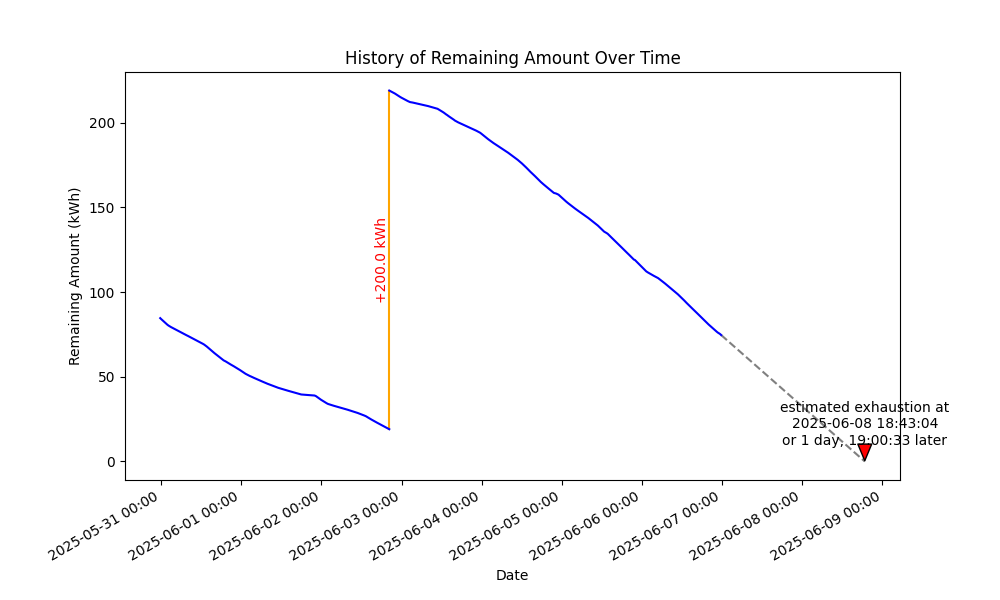 History of Remaining Amount Over Time
Remaining Amount (kWh)
200
150
100
50
0
+200.0 kWh
estimated exhaustion at
2025-06-08 18:43:04
or 1 day, 19:00:33 later
2025-05-31 00:00
2025-06-01 00:00
2025-06-02 00:00
2025-06-03 00:00
2025-06-04 00:00
2025-06-05 00:00
2025-06-06 00:00
2025-06-07 00:00
2025-06-08 00:00
2025-06-09 00:00
Date